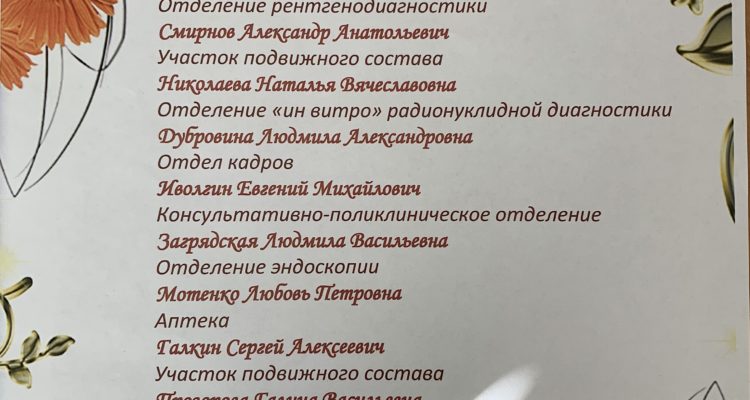 Отделение рентгенодиагностики
Смирнов Александр Анатольевич
Участок подвижного состава
Николаева Наталья Вячеславовна
Отделение «ин витро» радионуклидной диагностики
Дубровина Людмила Александровна
Отдел кадров
Иволгин Евгений Михайлович
Консультативно-поликлиническое отделение
Загрядская Людмила Васильевна
Отделение эндоскопии
Мотенко Любовь Петровна
Аптека
Галкин Сергей Алексеевич
Участок подвижного состава
Галина Васильевна